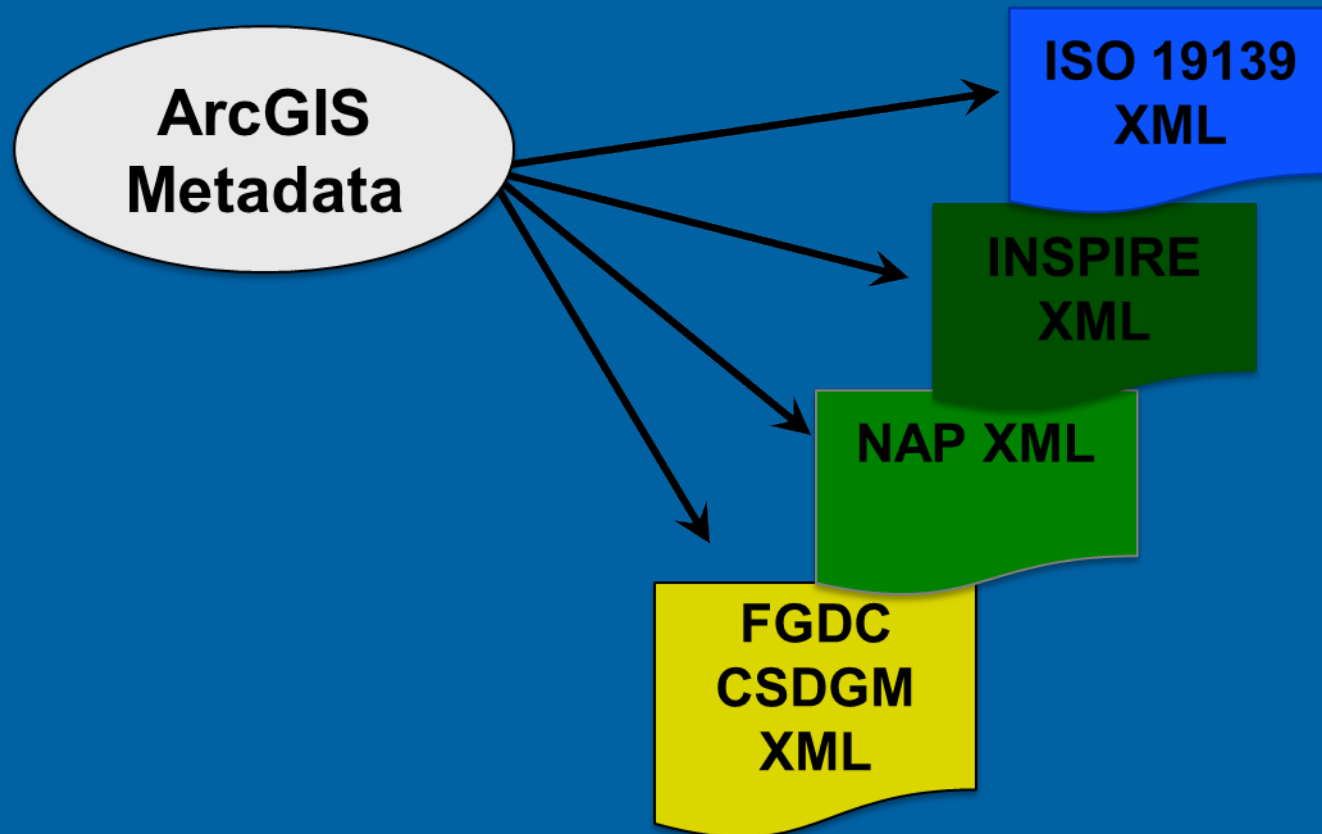 ArcGIS
Metadata
ISO 19139
XML
INSPIRE
XML
NAP XML
FGDC
CSDGM
XML